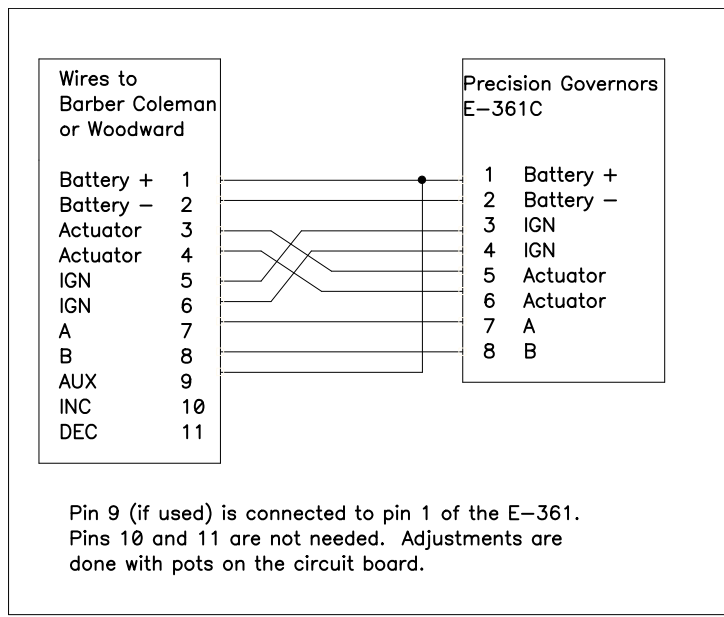 Wires to
Barber Coleman
or Woodward
Battery + 1
Battery – 2
Actuator 3
Actuator 4
IGN 5
IGN 6
A 7
B 8
AUX 9
INC 10
DEC 11
Precision Governors
E–361C
1 Battery +
2 Battery –
3 IGN
4 IGN
5 Actuator
6 Actuator
7 A
8 B
Pin 9 (if used) is connected to pin 1 of the E–361.
Pins 10 and 11 are not needed. Adjustments are
done with pots on the circuit board.